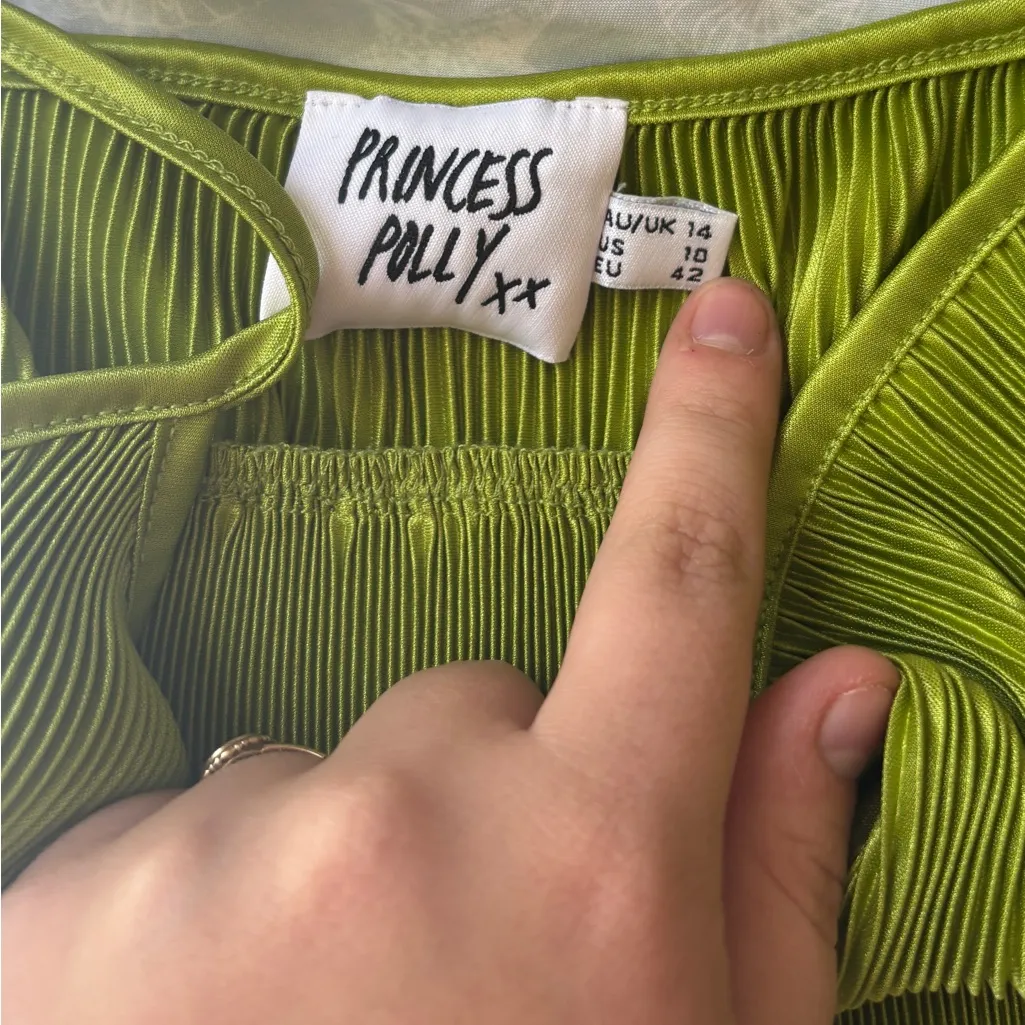 PRINCESS
POLLY xx
AU/UK 14
US 10
EU 42